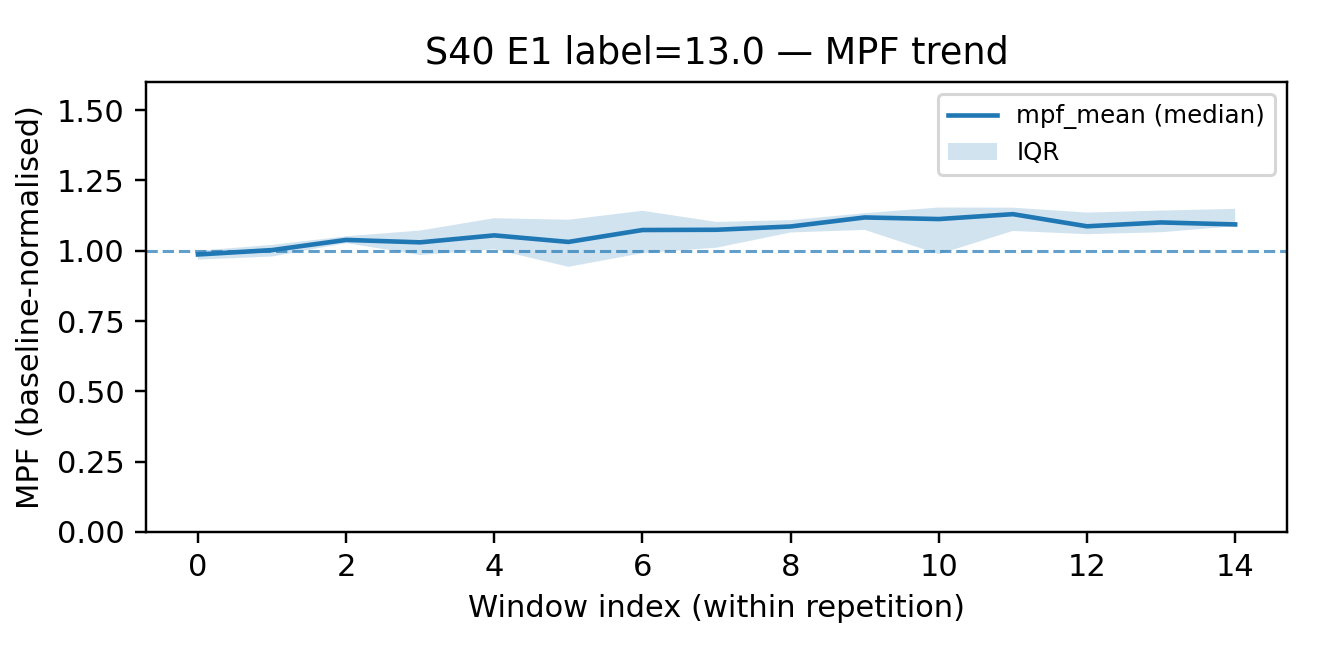 S40 E1 label=13.0 — MPF trend
MPF (baseline-normalised)
1.50
1.25
1.00
0.75
0.50
0.25
0.00
mpf_mean (median)
IQR
0 2 4 6 8 10 12 14
Window index (within repetition)